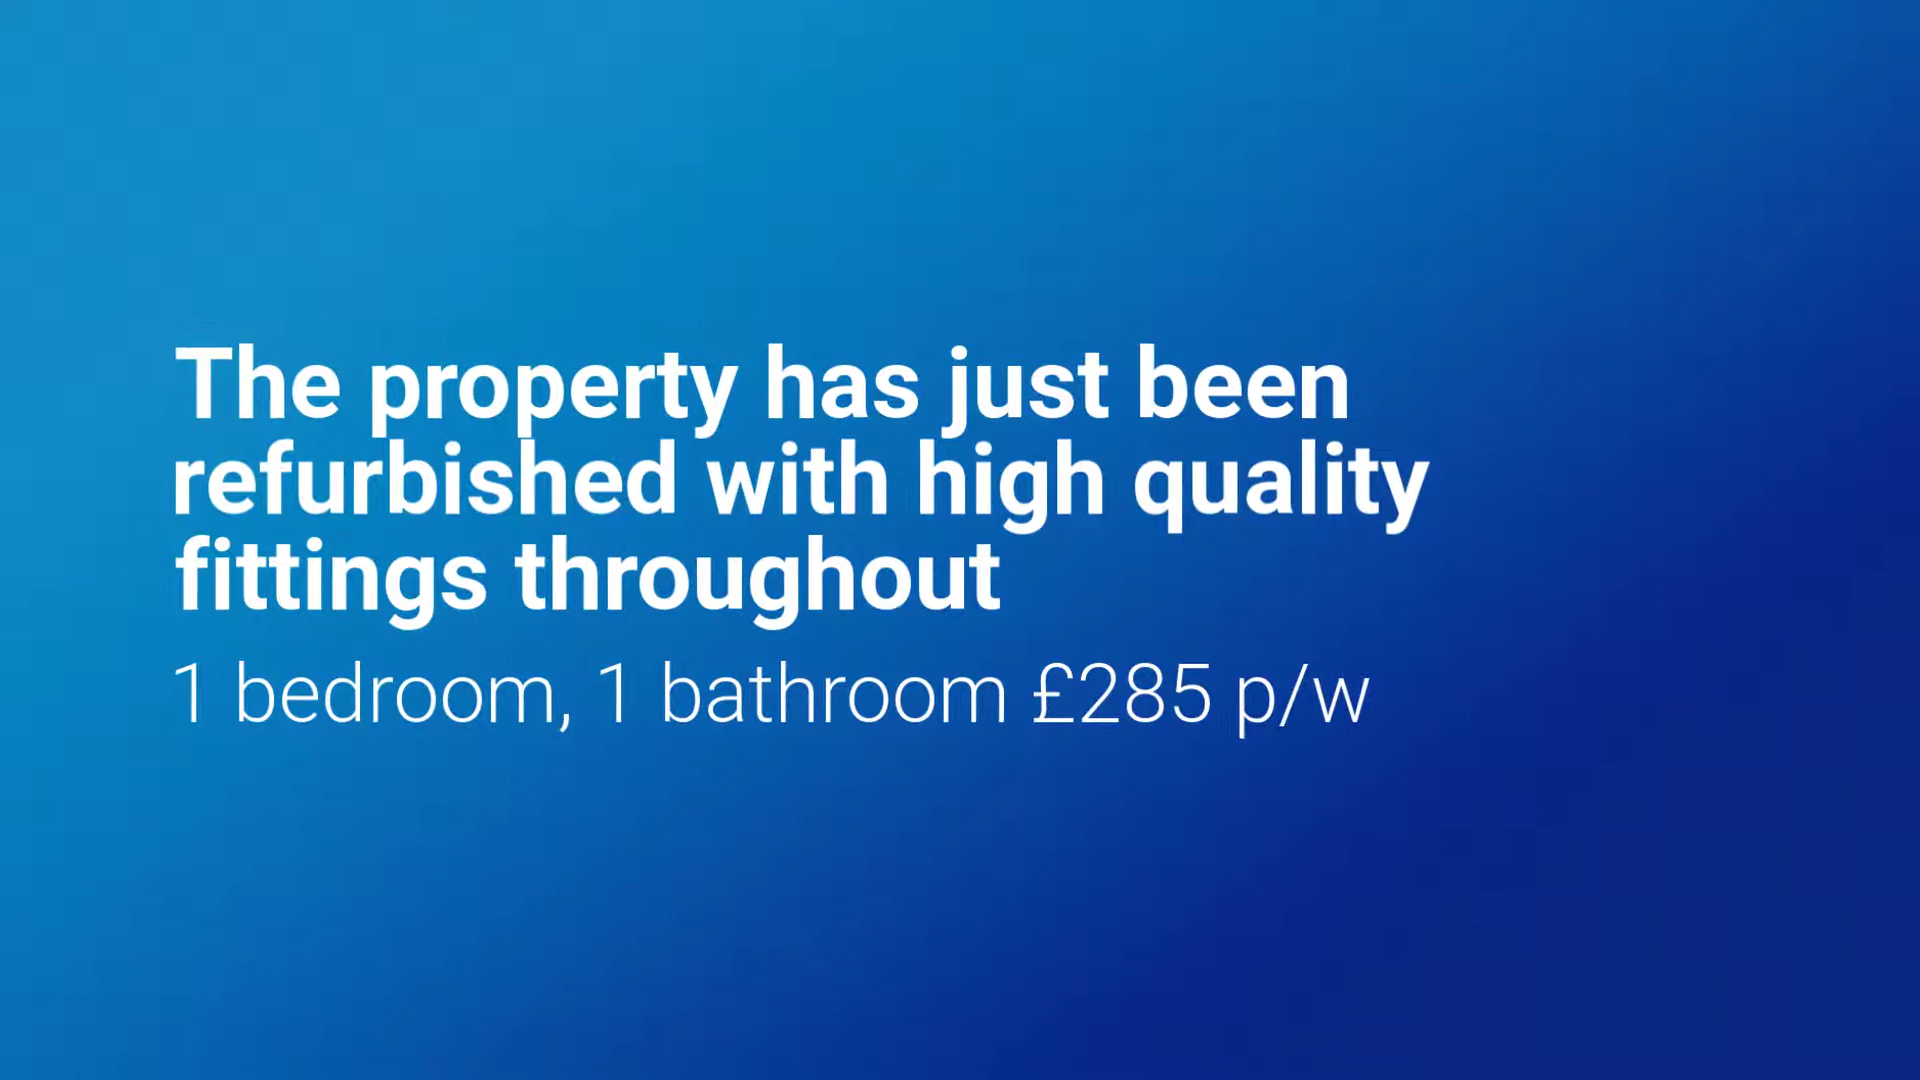 The property has just been
refurbished with high quality
fittings throughout
1 bedroom, 1 bathroom £285 p/w